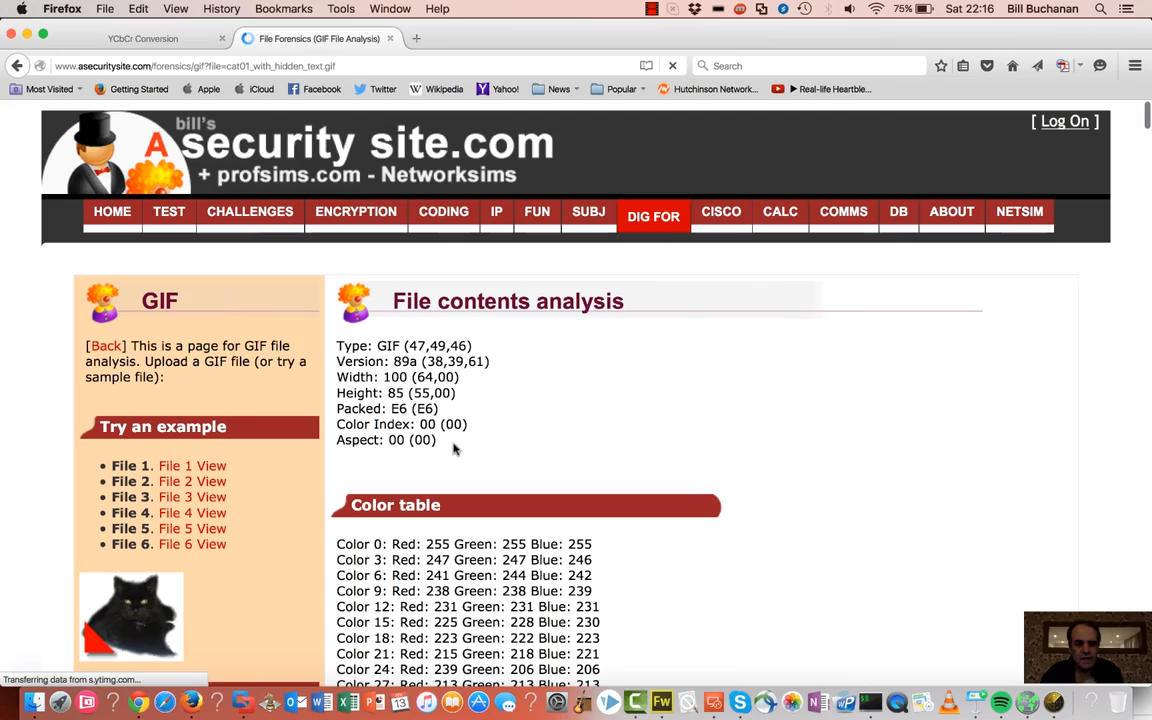 Firefox File Edit View History Bookmarks Tools Window Help 75% Sat 22:16 Bill Buchanan
YCbCr Conversion File Forensics (GIF File Analysis)
www.asecuritysite.com/forensics/gif?file=cat01_with_hidden_text.gif Search
Most Visited Getting Started Apple iCloud Facebook Twitter Wikipedia Yahoo! News Popular Hutchinson Network... Real-life Heartble...
bill's
A security site.com
+ profsims.com - Networksims
[ Log On ]
HOME TEST CHALLENGES ENCRYPTION CODING IP FUN SUBJ DIG FOR CISCO CALC COMMS DB ABOUT NETSIM
GIF
[Back] This is a page for GIF file
analysis. Upload a GIF file (or try a
sample file):
Try an example
• File 1. File 1 View
• File 2. File 2 View
• File 3. File 3 View
• File 4. File 4 View
• File 5. File 5 View
• File 6. File 6 View
File contents analysis
Type: GIF (47,49,46)
Version: 89a (38,39,61)
Width: 100 (64,00)
Height: 85 (55,00)
Packed: E6 (E6)
Color Index: 00 (00)
Aspect: 00 (00)
Color table
Color 0: Red: 255 Green: 255 Blue: 255
Color 3: Red: 247 Green: 247 Blue: 246
Color 6: Red: 241 Green: 244 Blue: 242
Color 9: Red: 238 Green: 238 Blue: 239
Color 12: Red: 231 Green: 231 Blue: 231
Color 15: Red: 225 Green: 228 Blue: 230
Color 18: Red: 223 Green: 222 Blue: 223
Color 21: Red: 215 Green: 218 Blue: 221
Color 24: Red: 239 Green: 206 Blue: 206
Color 27: Red: 213 Green: 213 Blue: 213
Transferring data from s.ytimg.com...